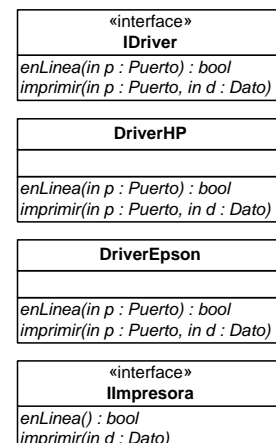 «interface»
IDriver
enLinea(in p : Puerto) : bool
imprimir(in p : Puerto, in d : Dato)
DriverHP
enLinea(in p : Puerto) : bool
imprimir(in p : Puerto, in d : Dato)
DriverEpson
enLinea(in p : Puerto) : bool
imprimir(in p : Puerto, in d : Dato)
«interface»
IImpresora
enLinea() : bool
imprimir(in d : Dato)